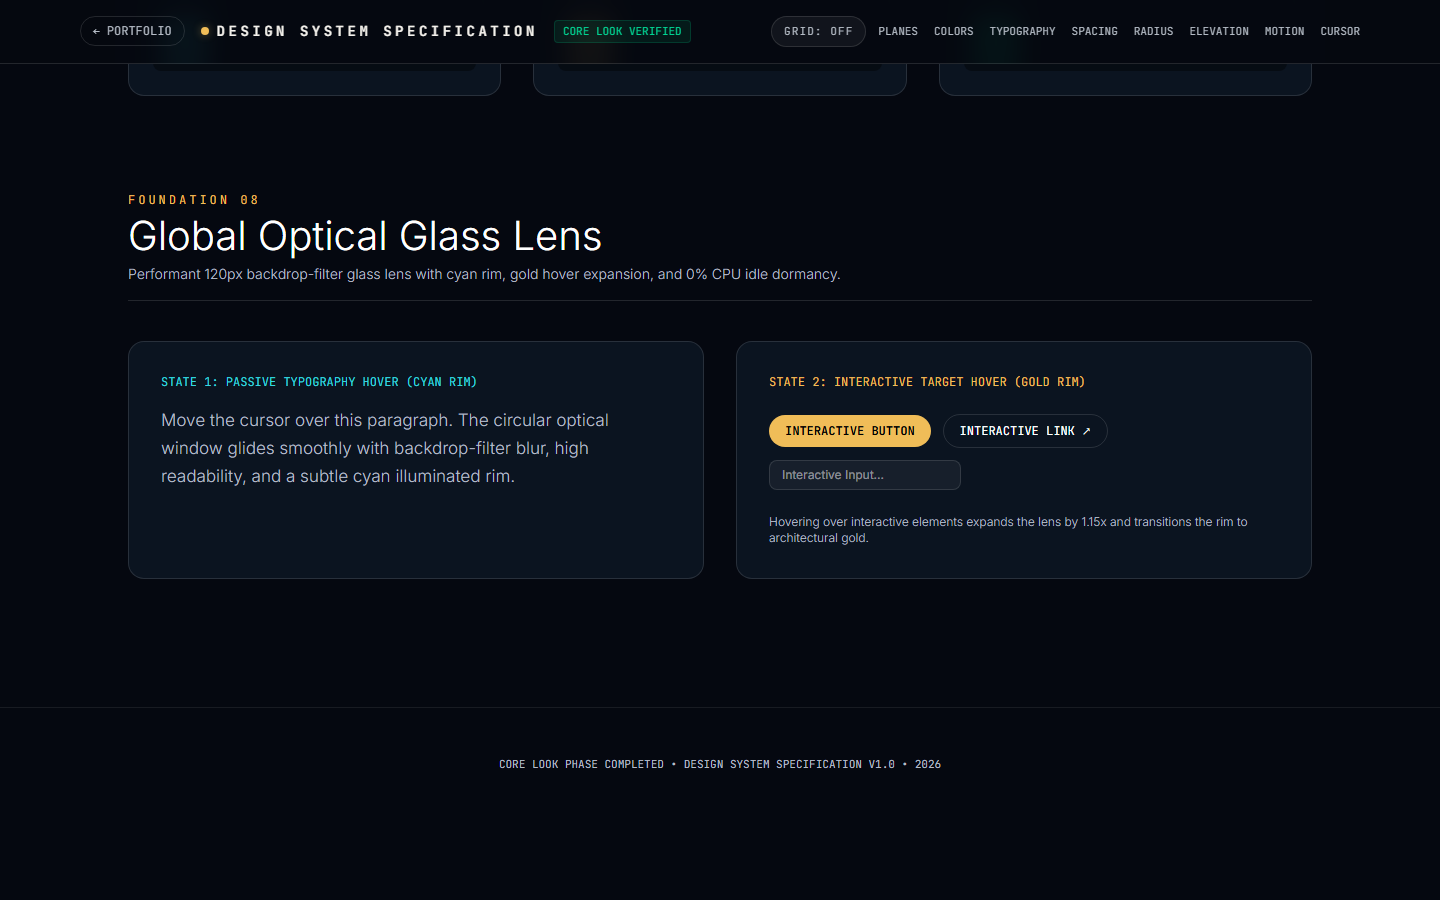 ← PORTFOLIO
DESIGN SYSTEM SPECIFICATION
CORE LOOK VERIFIED
GRID: OFF
PLANES
COLORS
TYPOGRAPHY
SPACING
RADIUS
ELEVATION
MOTION
CURSOR
FOUNDATION 08
Global Optical Glass Lens
Performant 120px backdrop-filter glass lens with cyan rim, gold hover expansion, and 0% CPU idle dormancy.
STATE 1: PASSIVE TYPOGRAPHY HOVER (CYAN RIM)
Move the cursor over this paragraph. The circular optical
window glides smoothly with backdrop-filter blur, high
readability, and a subtle cyan illuminated rim.
STATE 2: INTERACTIVE TARGET HOVER (GOLD RIM)
INTERACTIVE BUTTON
INTERACTIVE LINK ↗
Interactive Input...
Hovering over interactive elements expands the lens by 1.15x and transitions the rim to
architectural gold.
CORE LOOK PHASE COMPLETED • DESIGN SYSTEM SPECIFICATION V1.0 • 2026